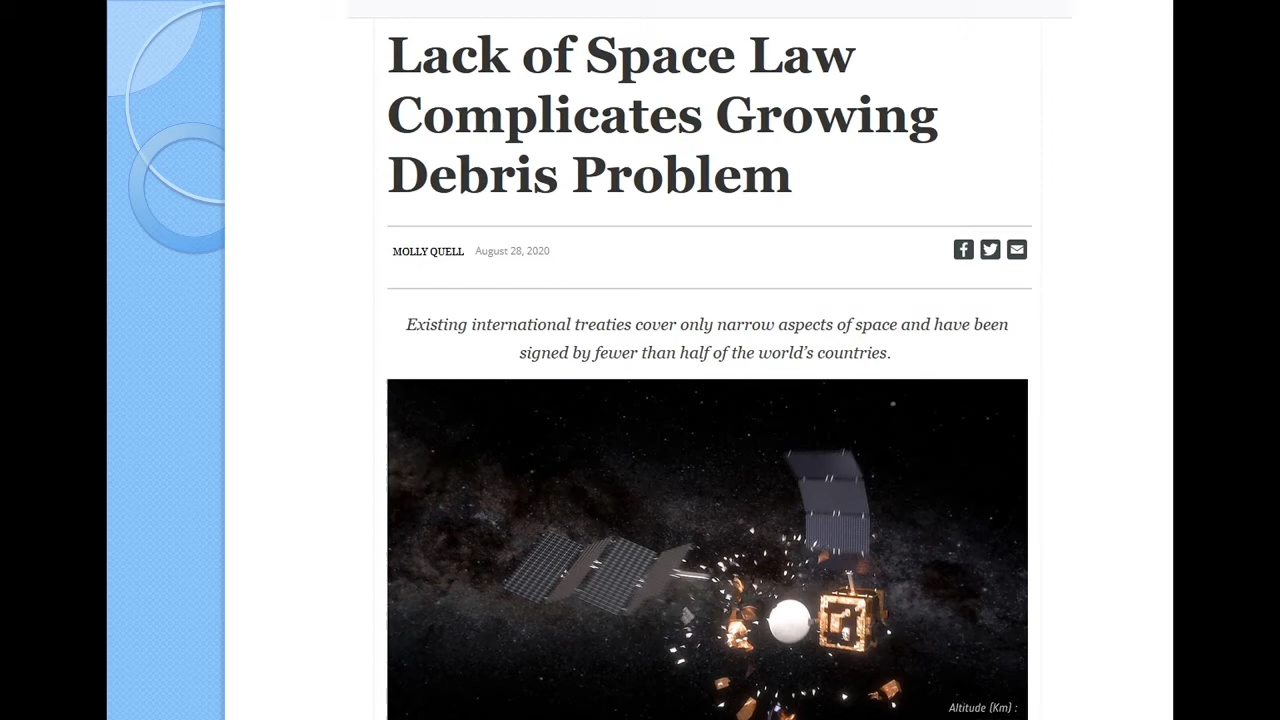 Lack of Space Law
Complicates Growing
Debris Problem
MOLLY QUELL August 28, 2020
Existing international treaties cover only narrow aspects of space and have been
signed by fewer than half of the world's countries.
Altitude (Km) :